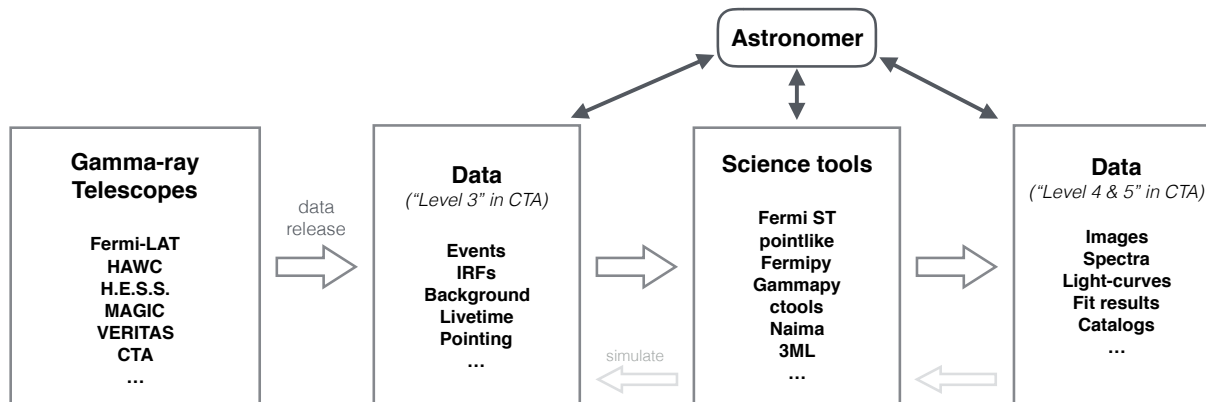 Astronomer
Gamma-ray
Telescopes
Fermi-LAT
HAWC
H.E.S.S.
MAGIC
VERITAS
CTA
...
data
release
Data
(“Level 3” in CTA)
Events
IRFs
Background
Livetime
Pointing
...
simulate
Science tools
Fermi ST
pointlike
Fermipy
Gammapy
ctools
Naima
3ML
...
Data
(“Level 4 & 5” in CTA)
Images
Spectra
Light-curves
Fit results
Catalogs
...